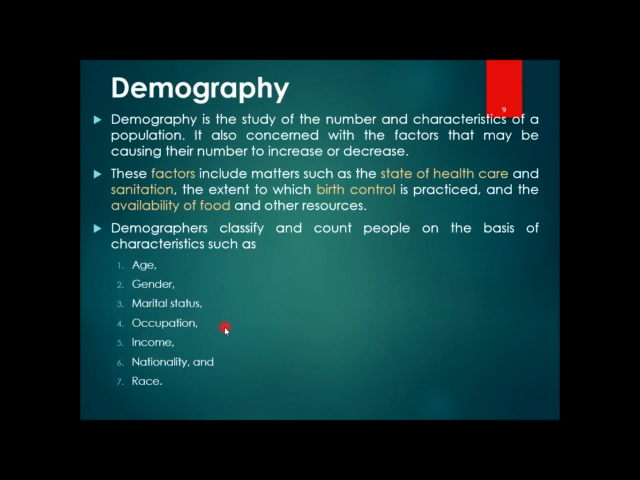 Demography
9
Demography is the study of the number and characteristics of a
population. It also concerned with the factors that may be
causing their number to increase or decrease.
These factors include matters such as the state of health care and
sanitation, the extent to which birth control is practiced, and the
availability of food and other resources.
Demographers classify and count people on the basis of
characteristics such as
1. Age,
2. Gender,
3. Marital status,
4. Occupation,
5. Income,
6. Nationality, and
7. Race.